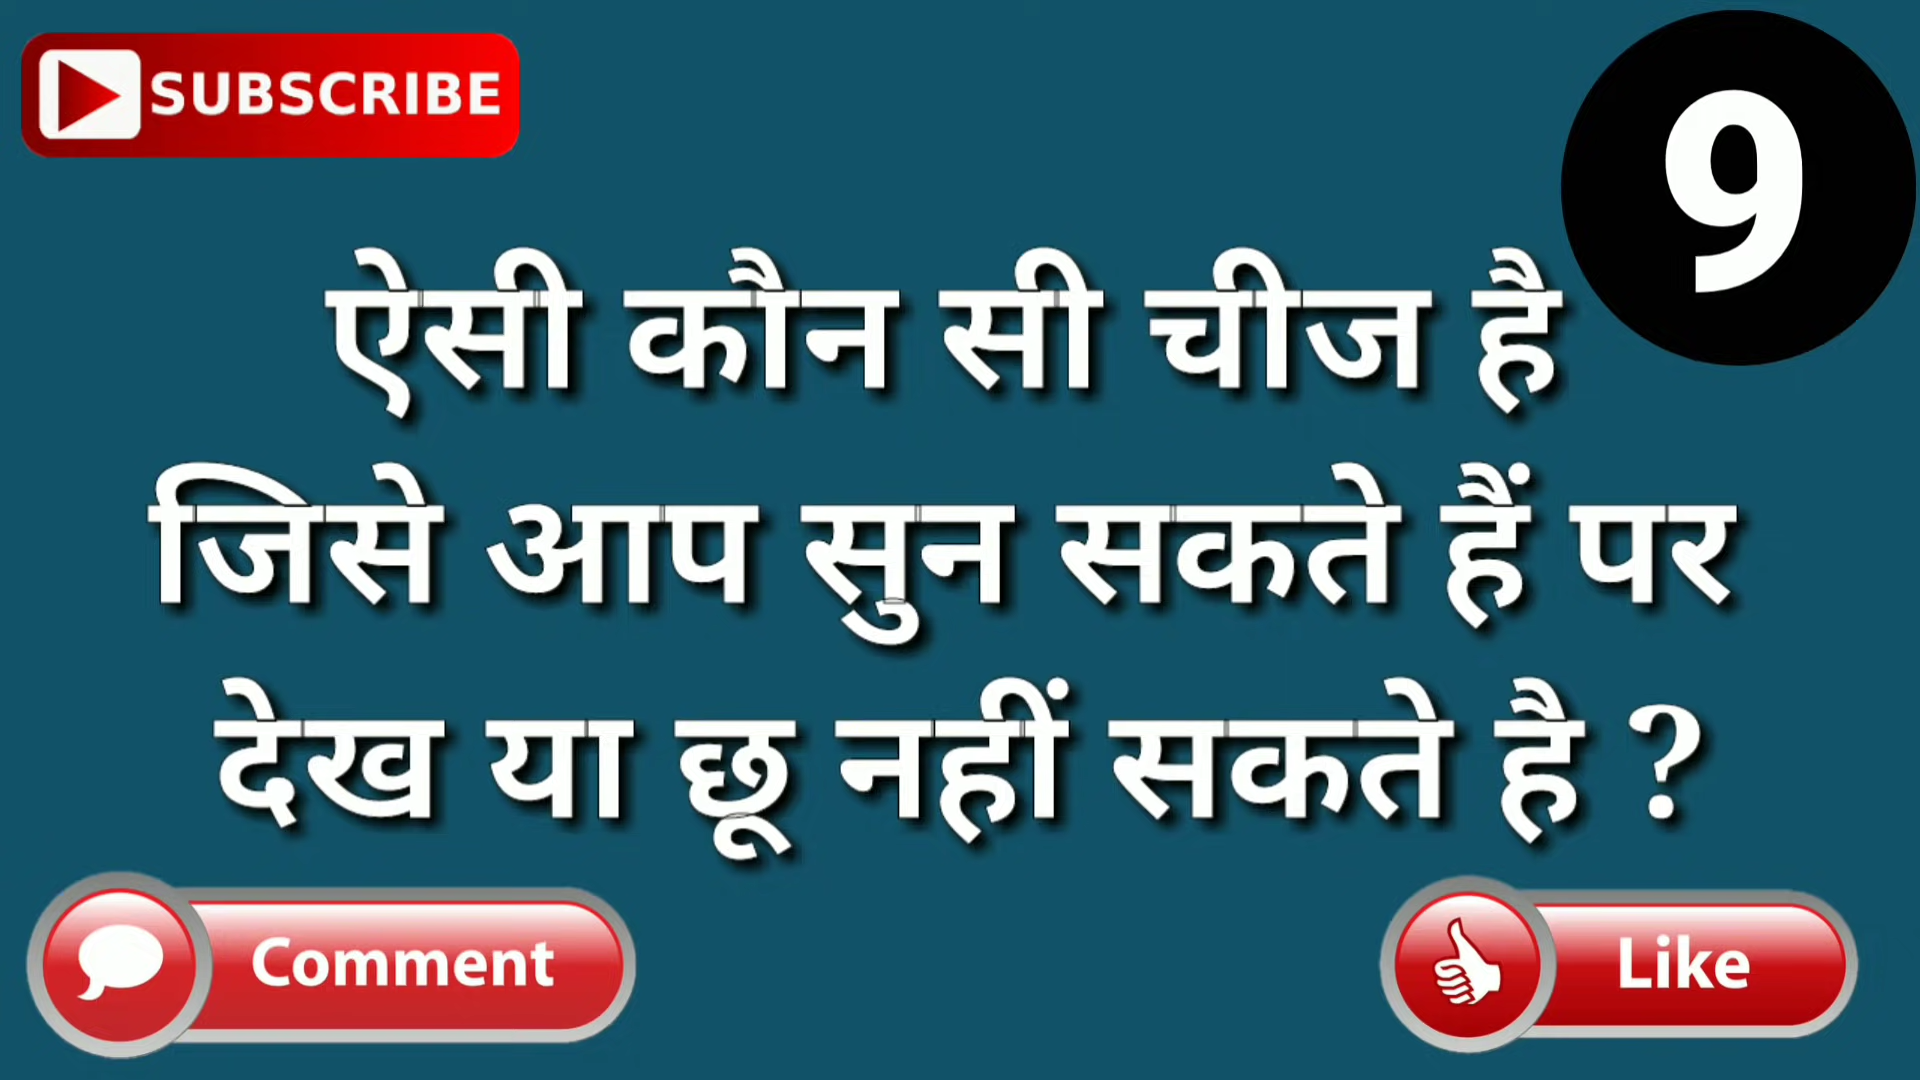 SUBSCRIBE
9
ऐसी कौन सी चीज है
जिसे आप सुन सकते हैं पर
देख या छू नहीं सकते है ?
Comment
Like